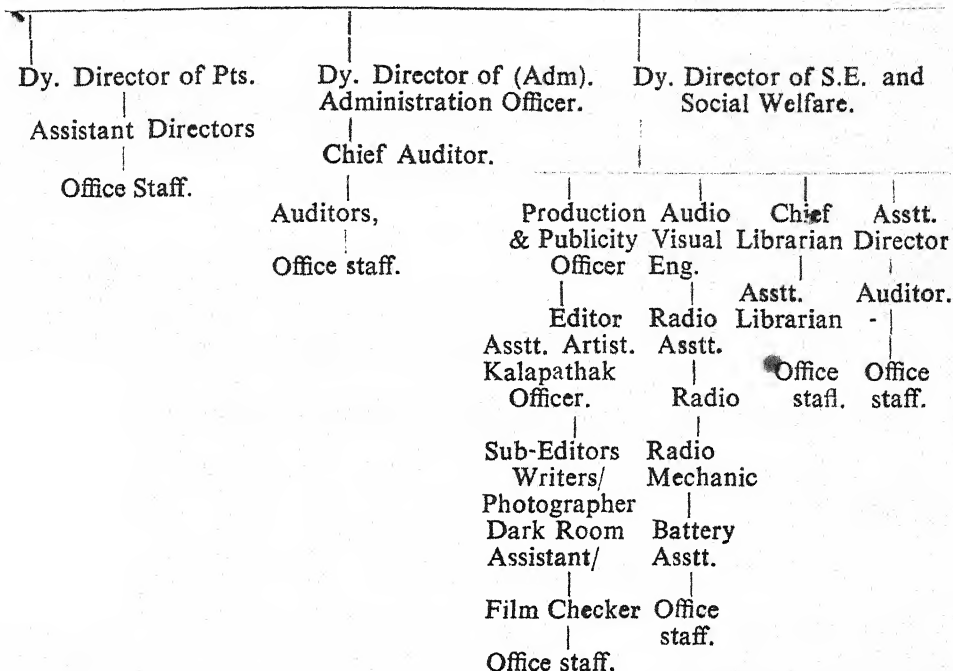 Dy. Director of Pts.
Assistant Directors
Office Staff.
Dy. Director of (Adm).
Administration Officer.
Chief Auditor.
Auditors,
Office staff.
Dy. Director of S.E. and
Social Welfare.
Production
& Publicity
Officer
Editor
Asstt. Artist.
Kalapathak
Officer.
Sub-Editors
Writers/
Photographer
Dark Room
Assistant/
Film Checker
Office staff.
Audio
Visual
Eng.
Radio
Asstt.
Radio
Radio
Mechanic
Battery
Asstt.
Office
staff.
Chief
Librarian
Asstt.
Librarian
Office
stafl.
Asstt.
Director
Auditor.
-
Office
staff.